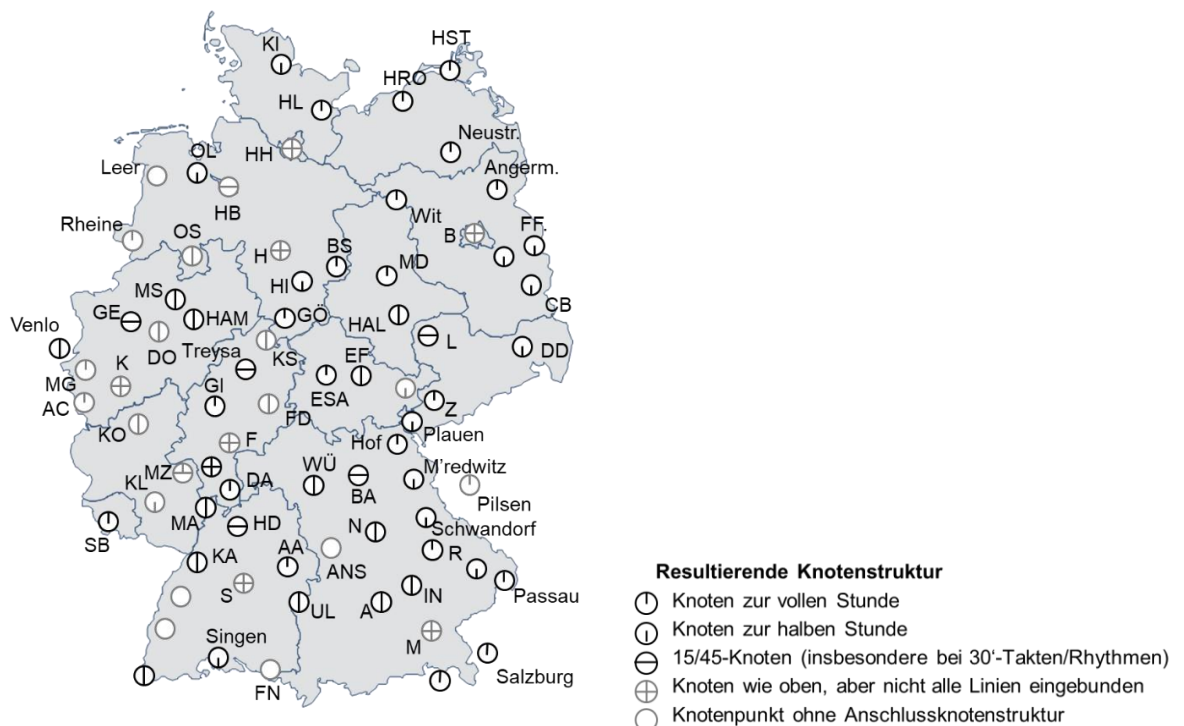 KI
HST
HRO
HL
Neustr.
HH
OL
Leer
Angerm.
HB
Wit
Rheine
OS
B
FF.
H
BS
MD
HI
CB
MS
GE
HAM
GÖ
HAL
Venlo
DO
Treysa
KS
L
DD
K
EF
MG
GI
ESA
AC
FD
Z
KO
F
Hof
Plauen
MZ
WÜ
M'redwitz
KL
DA
BA
Pilsen
MA
HD
N
Schwandorf
SB
KA
AA
ANS
R
S
IN
Passau
UL
A
Singen
M
Salzburg
FN
Resultierende Knotenstruktur
Knoten zur vollen Stunde
Knoten zur halben Stunde
15/45-Knoten (insbesondere bei 30'-Takten/Rhythmen)
Knoten wie oben, aber nicht alle Linien eingebunden
Knotenpunkt ohne Anschlussknotenstruktur